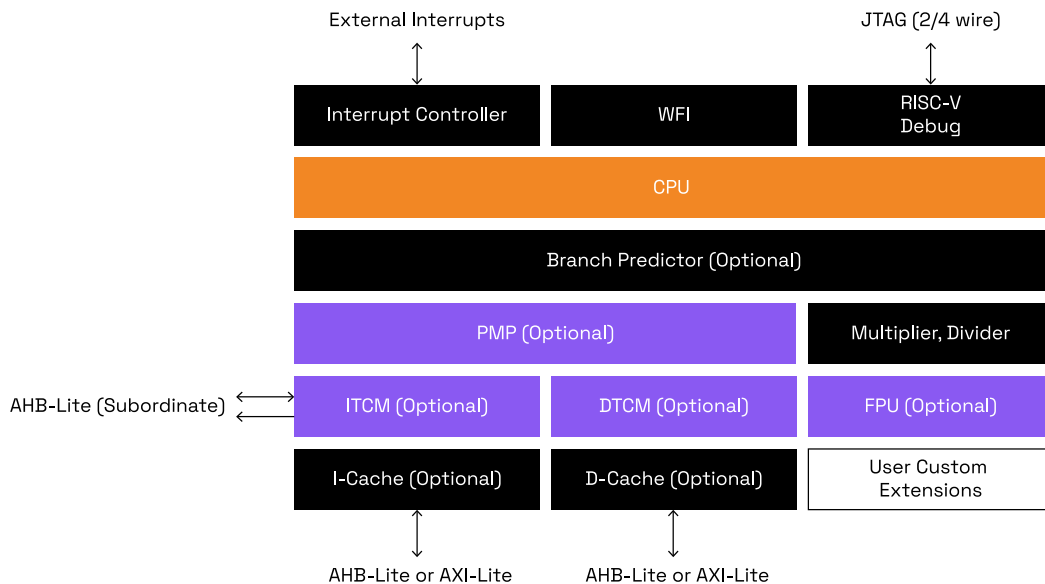 External Interrupts
JTAG (2/4 wire)
Interrupt Controller
WFI
RISC-V
Debug
CPU
Branch Predictor (Optional)
PMP (Optional)
Multiplier, Divider
AHB-Lite (Subordinate)
ITCM (Optional)
DTCM (Optional)
FPU (Optional)
I-Cache (Optional)
D-Cache (Optional)
User Custom
Extensions
AHB-Lite or AXI-Lite
AHB-Lite or AXI-Lite